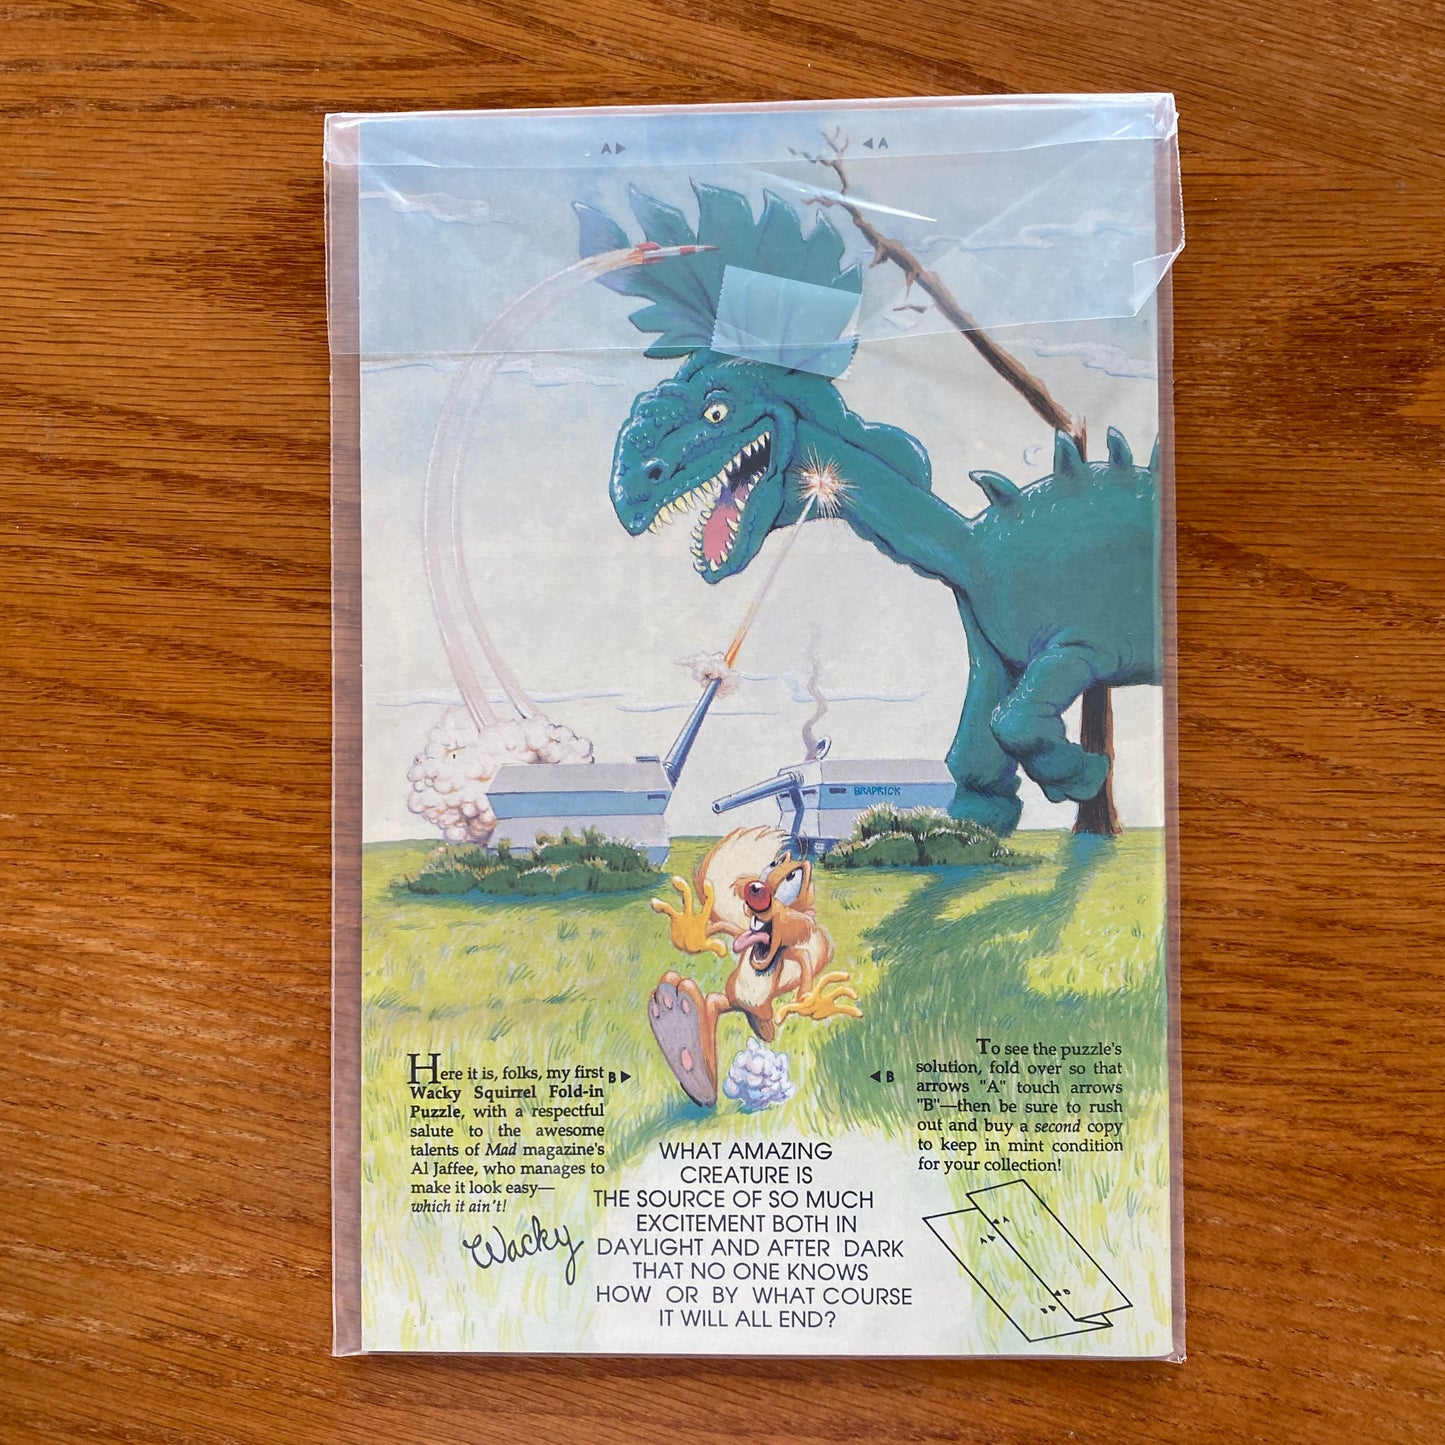 A▶ ◀A
BRADRICK
Here it is, folks, my first
Wacky Squirrel Fold-in
Puzzle, with a respectful
salute to the awesome
talents of Mad magazine's
Al Jaffee, who manages to
make it look easy—
which it ain't!
Wacky
B▶ ◀B
To see the puzzle's
solution, fold over so that
arrows "A" touch arrows
"B"—then be sure to rush
out and buy a second copy
to keep in mint condition
for your collection!
WHAT AMAZING
CREATURE IS
THE SOURCE OF SO MUCH
EXCITEMENT BOTH IN
DAYLIGHT AND AFTER DARK
THAT NO ONE KNOWS
HOW OR BY WHAT COURSE
IT WILL ALL END?
◀A
A▶
◀B
B▶